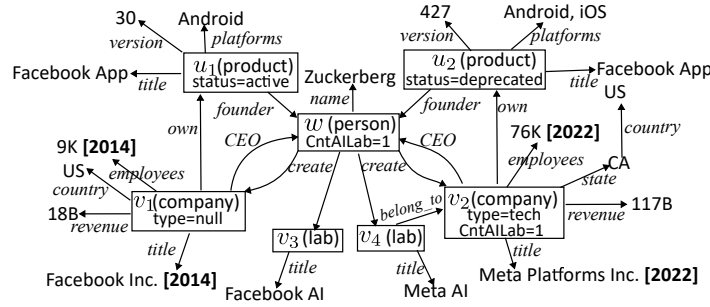 30
Android
427
Android, iOS
version
platforms
version
platforms
u1 (product)
status=active
u2 (product)
status=deprecated
Facebook App
title
Zuckerberg
title
Facebook App
founder
name
founder
US
own
w (person)
CntAILab=1
own
country
9K [2014]
CEO
CEO
76K [2022]
US
employees
create
create
employees
CA
country
state
v1 (company)
type=null
belong_to
v2 (company)
type=tech
CntAILab=1
18B
revenue
revenue
117B
v3 (lab)
v4 (lab)
title
title
title
title
Facebook Inc. [2014]
Facebook AI
Meta AI
Meta Platforms Inc. [2022]